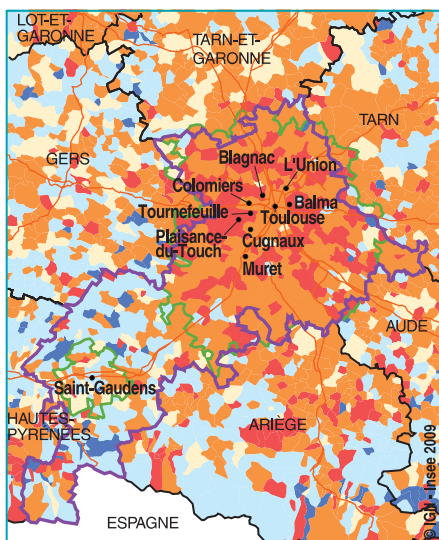 LOT-ET-
GARONNE
TARN-ET-
GARONNE
TARN
GERS
Blagnac
L'Union
Colomiers
Balma
Tournefeuille
Toulouse
Plaisance-
du-Touch
Cugnaux
Muret
AUDE
Saint-Gaudens
HAUTES-
PYRÉNÉES
ARIÈGE
ESPAGNE
© IGN - Insee 2009